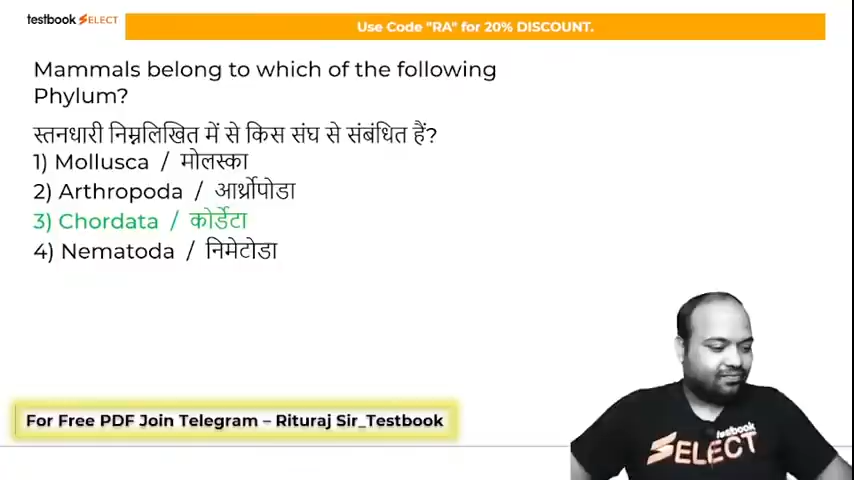 testbook SELECT
Use Code "RA" for 20% DISCOUNT.
Mammals belong to which of the following
Phylum?
स्तनधारी निम्नलिखित में से किस संघ से संबंधित हैं?
1) Mollusca / मोलस्का
2) Arthropoda / आर्थ्रोपोडा
3) Chordata / कोर्डेटा
4) Nematoda / निमेटोडा
For Free PDF Join Telegram – Rituraj Sir_Testbook
testbook
SELECT